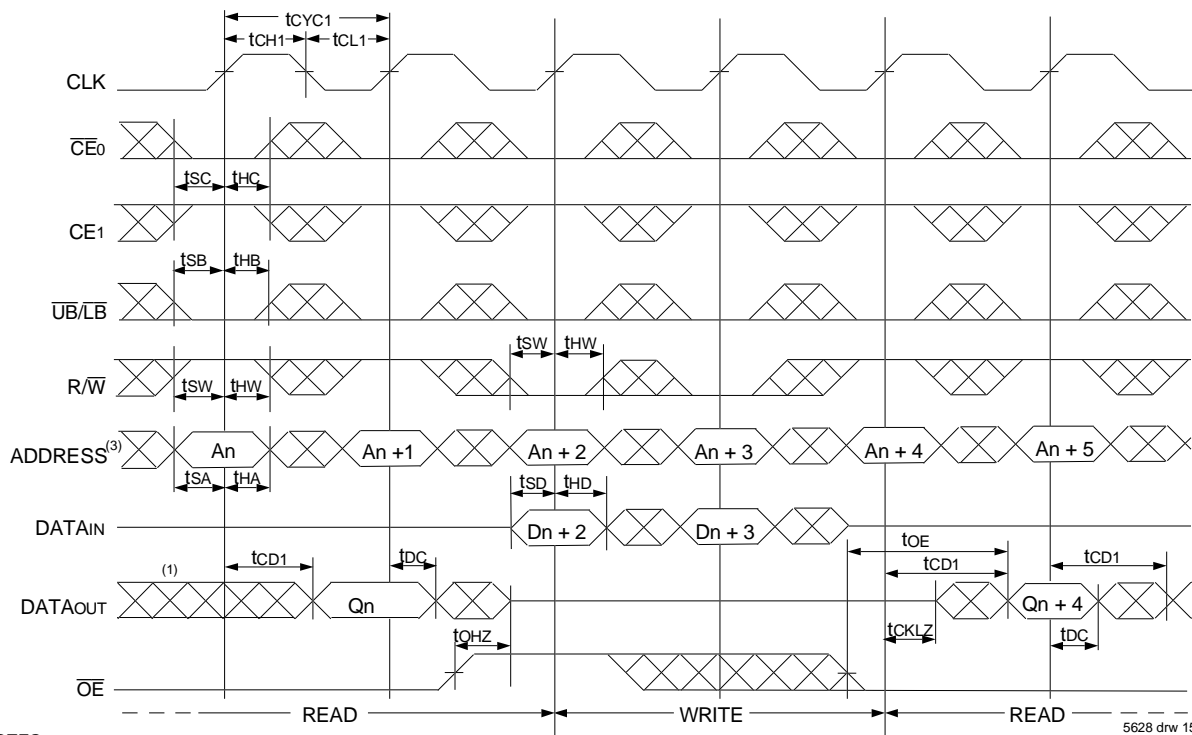 tCYC1
tCH1 tCL1
CLK
CE0
tSC tHC
CE1
tSB tHB
UB/LB
tSW tHW
R/W
tSW tHW
ADDRESS(3) An An + 1 An + 2 An + 3 An + 4 An + 5
tSA tHA
tSD tHD
DATAIN Dn + 2 Dn + 3
tOE
(1) tCD1 tDC tCD1 tCD1
DATAOUT Qn Qn + 4
tOHZ tCKLZ tDC
OE
READ WRITE READ
5628 drw 15